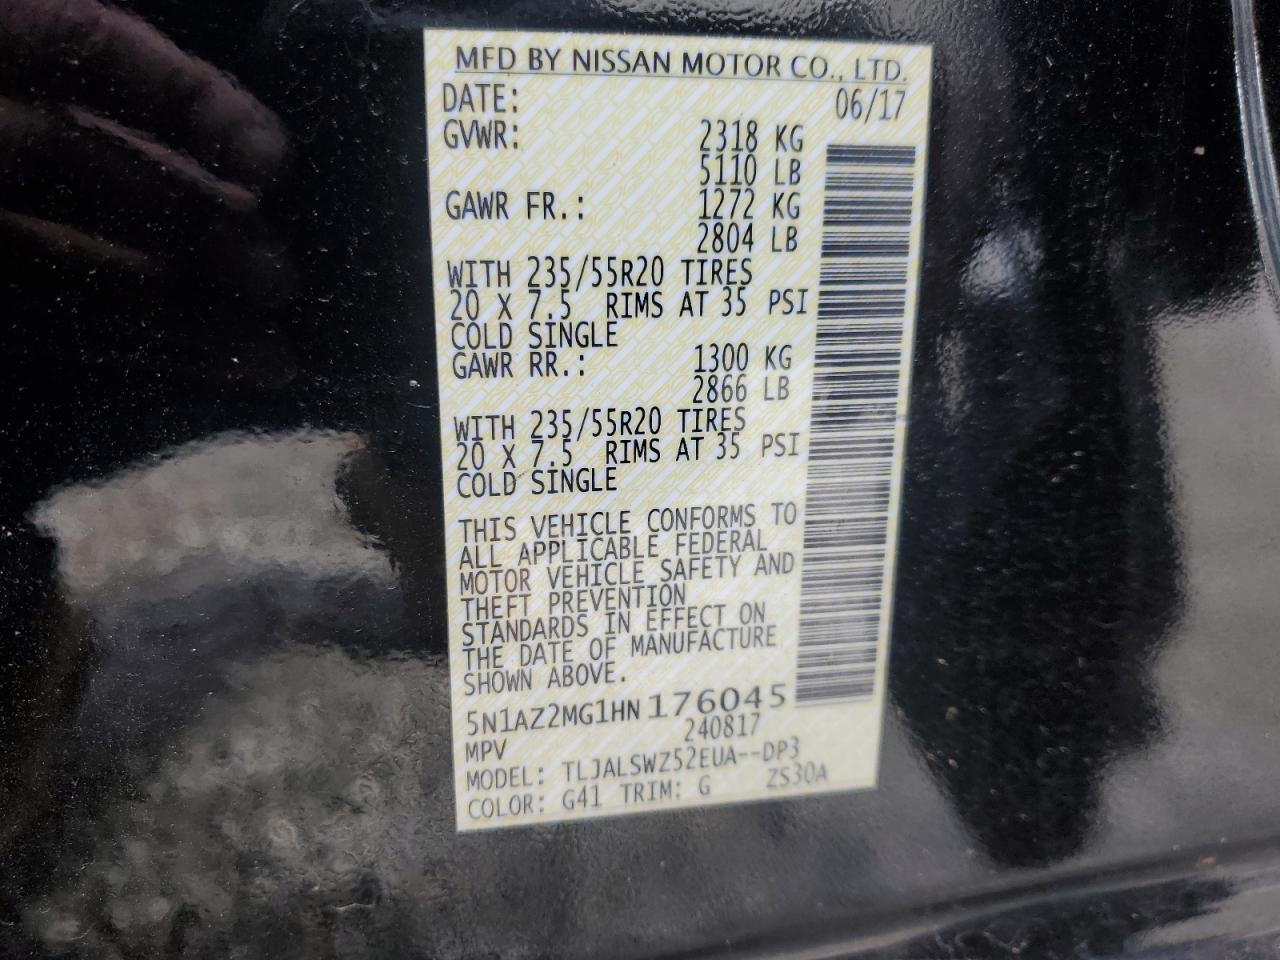 MFD BY NISSAN MOTOR CO., LTD.
DATE: 06/17
GVWR: 2318 KG
5110 LB
GAWR FR.: 1272 KG
2804 LB
WITH 235/55R20 TIRES
20 X 7.5 RIMS AT 35 PSI
COLD SINGLE
GAWR RR.: 1300 KG
2866 LB
WITH 235/55R20 TIRES
20 X 7.5 RIMS AT 35 PSI
COLD SINGLE
THIS VEHICLE CONFORMS TO
ALL APPLICABLE FEDERAL
MOTOR VEHICLE SAFETY AND
THEFT PREVENTION
STANDARDS IN EFFECT ON
THE DATE OF MANUFACTURE
SHOWN ABOVE.
5N1AZ2MG1HN176045
MPV 240817
MODEL: TLJALSWZ52EUA--DP3
COLOR: G41 TRIM: G ZS30A